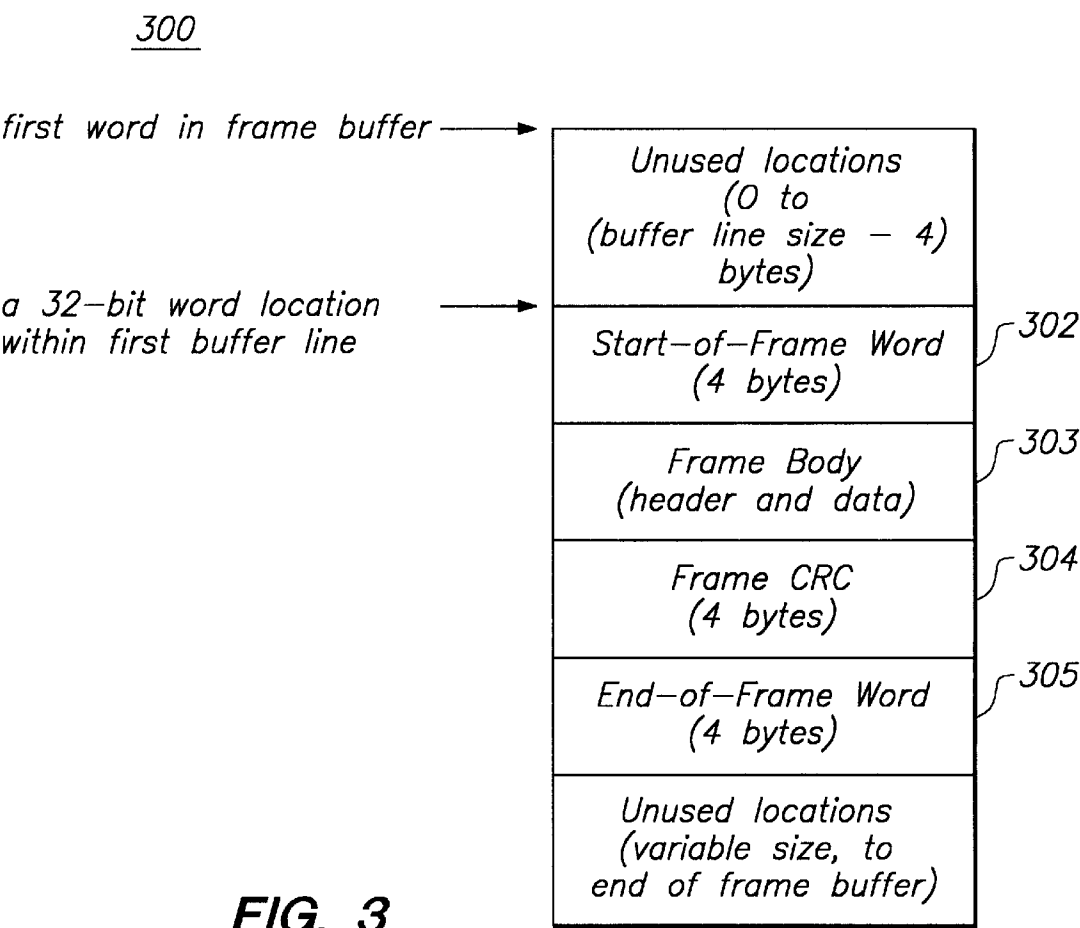 300
first word in frame buffer
Unused locations
(0 to
(buffer line size − 4)
bytes)
a 32−bit word location
within first buffer line
Start−of−Frame Word
(4 bytes)
302
Frame Body
(header and data)
303
Frame CRC
(4 bytes)
304
End−of−Frame Word
(4 bytes)
305
Unused locations
(variable size, to
end of frame buffer)
FIG. 3